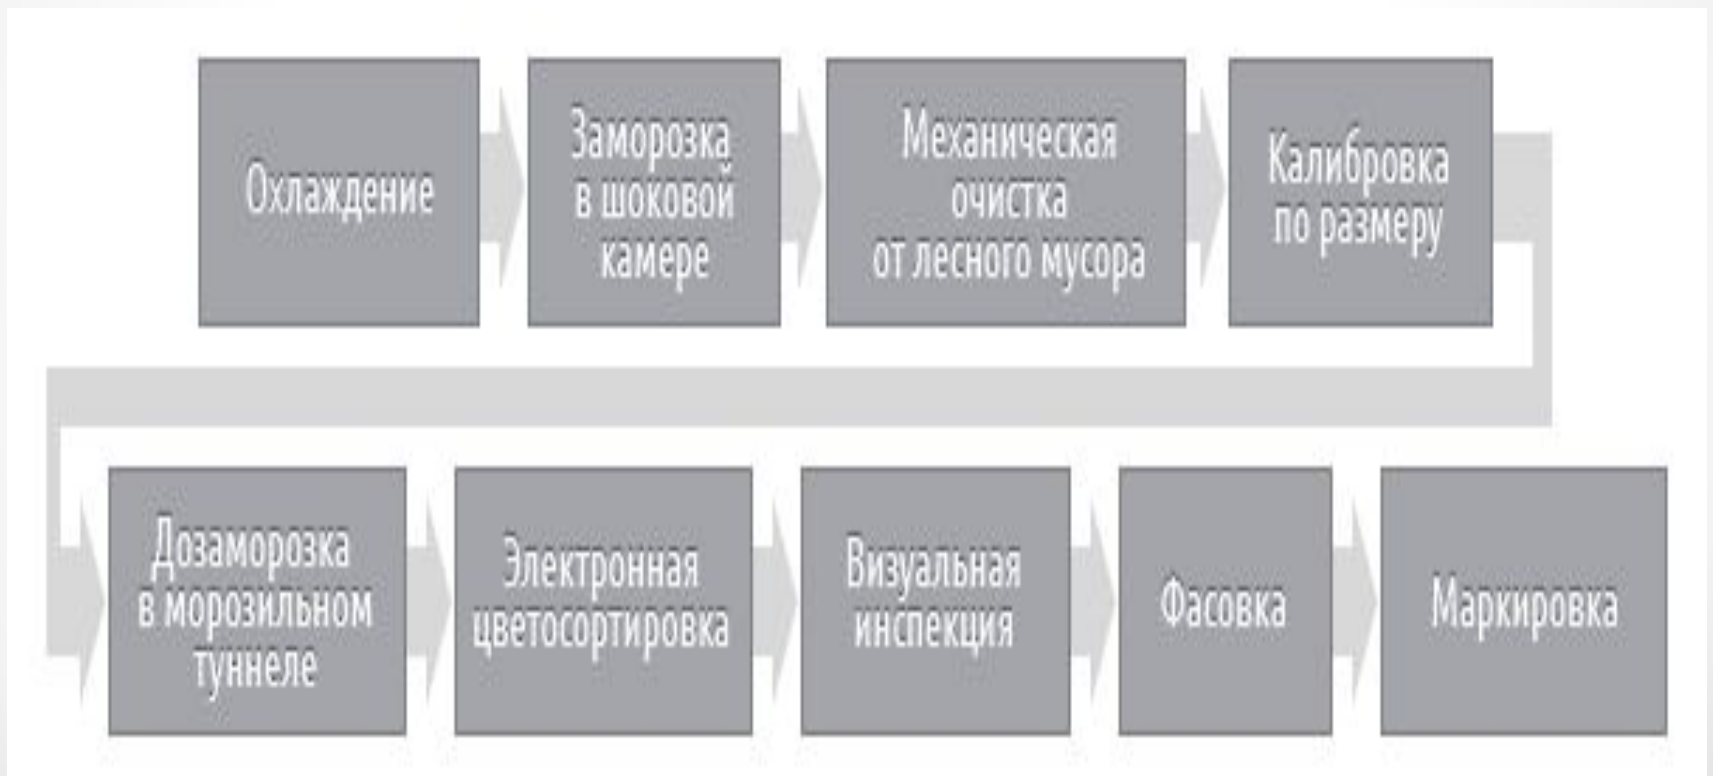 Охлаждение
Заморозка
в шоковой
камере
Механическая
очистка
от лесного мусора
Калибровка
по размеру
Дозаморозка
в морозильном
туннеле
Электронная
цветосортировка
Визуальная
инспекция
Фасовка
Маркировка